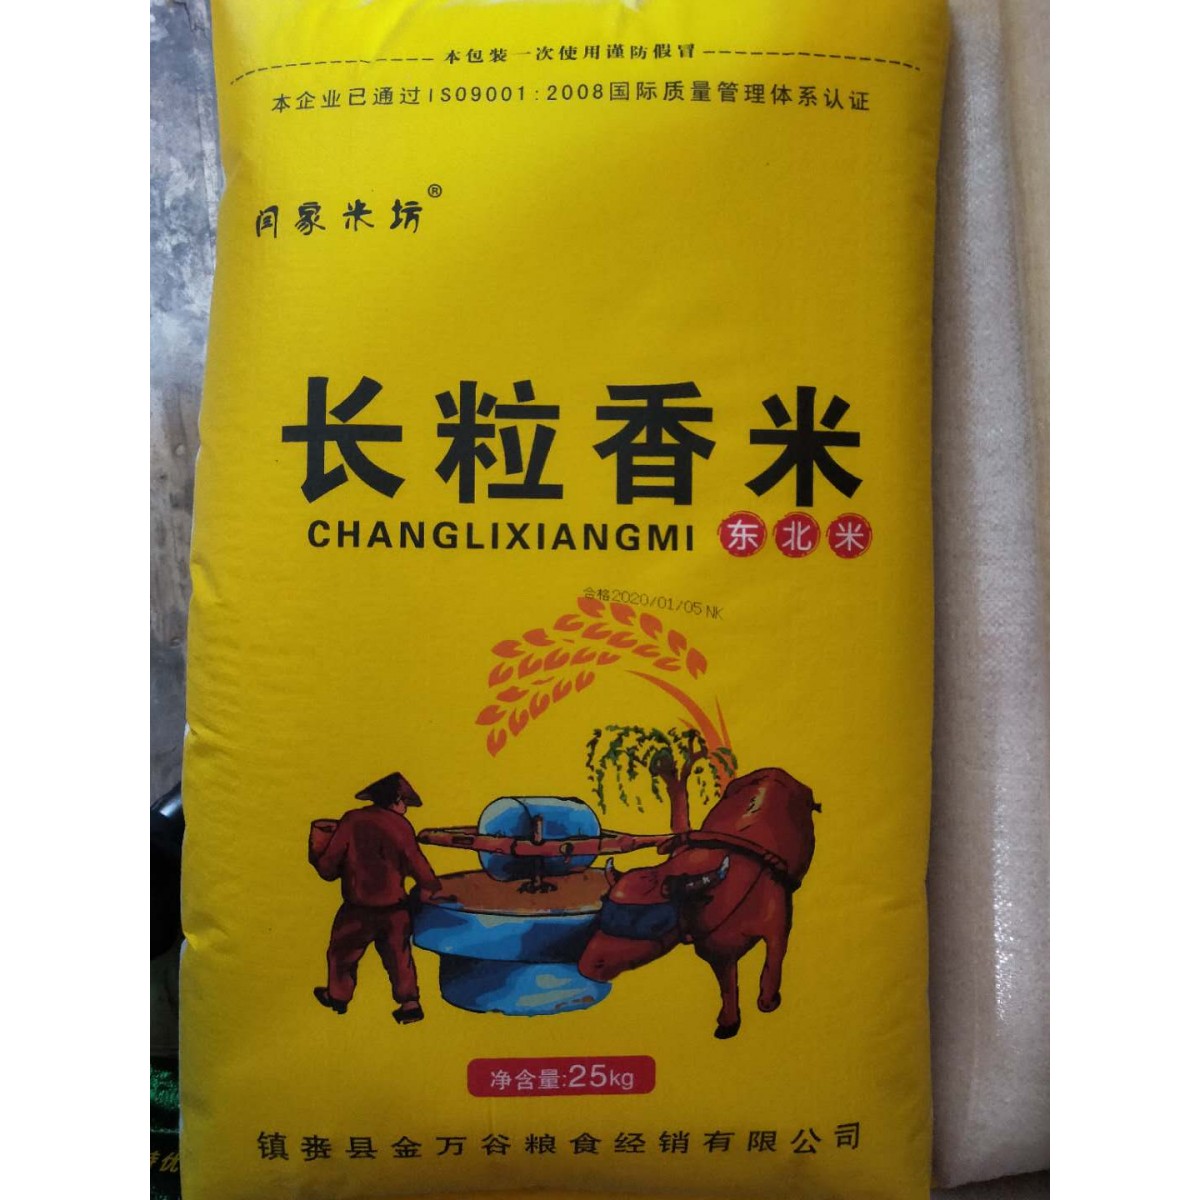 本包装一次使用谨防假冒
本企业已通过ISO9001:2008国际质量管理体系认证
闫家米坊®
长粒香米
CHANGLIXIANGMI 东北米
合格2020/01/05 NK
净含量:25kg
镇赉县金万谷粮食经销有限公司